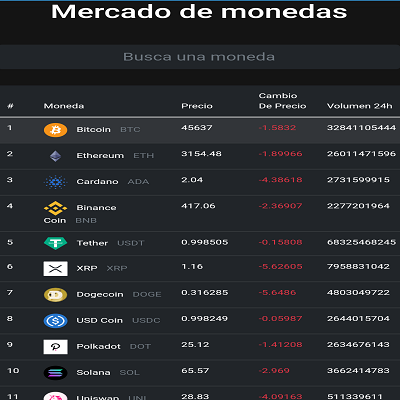 Mercado de monedas
Busca una moneda
# Moneda Precio Cambio De Precio Volumen 24h
1 Bitcoin BTC 45637 -1.5832 32841105444
2 Ethereum ETH 3154.48 -1.89966 26011471596
3 Cardano ADA 2.04 -4.38618 2731599915
4 Binance Coin BNB 417.06 -2.36907 2277201964
5 Tether USDT 0.998505 -0.15808 68325468245
6 XRP XRP 1.16 -5.62605 7958831042
7 Dogecoin DOGE 0.316285 -5.6486 4803049722
8 USD Coin USDC 0.998249 -0.05987 2644015704
9 Polkadot DOT 25.12 -1.41208 2634676143
10 Solana SOL 65.57 -2.969 3662414783
11 Uniswap UNI 28.83 -4.09163 511339611